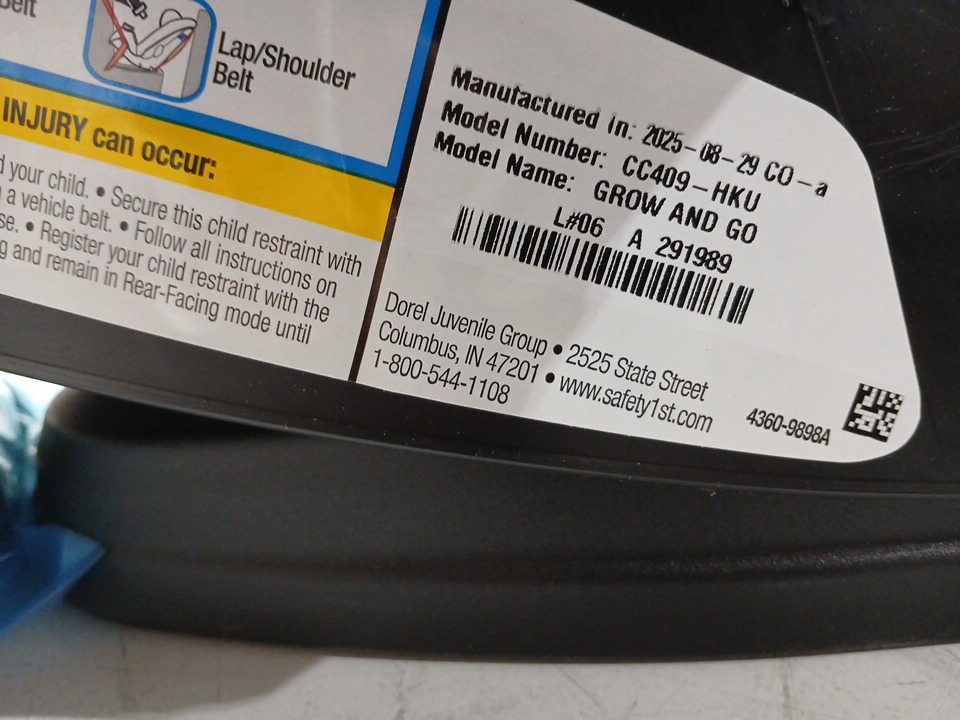 Belt
Lap/Shoulder
Belt
INJURY can occur:
your child. • Secure this child restraint with
a vehicle belt. • Follow all instructions on
• Register your child restraint with the
and remain in Rear-Facing mode until
Manufactured In: 2025-08-29 CO-a
Model Number: CC409-HKU
Model Name: GROW AND GO
L#06 A 291989
Dorel Juvenile Group • 2525 State Street
Columbus, IN 47201 • www.safety1st.com
1-800-544-1108
4360-9898A